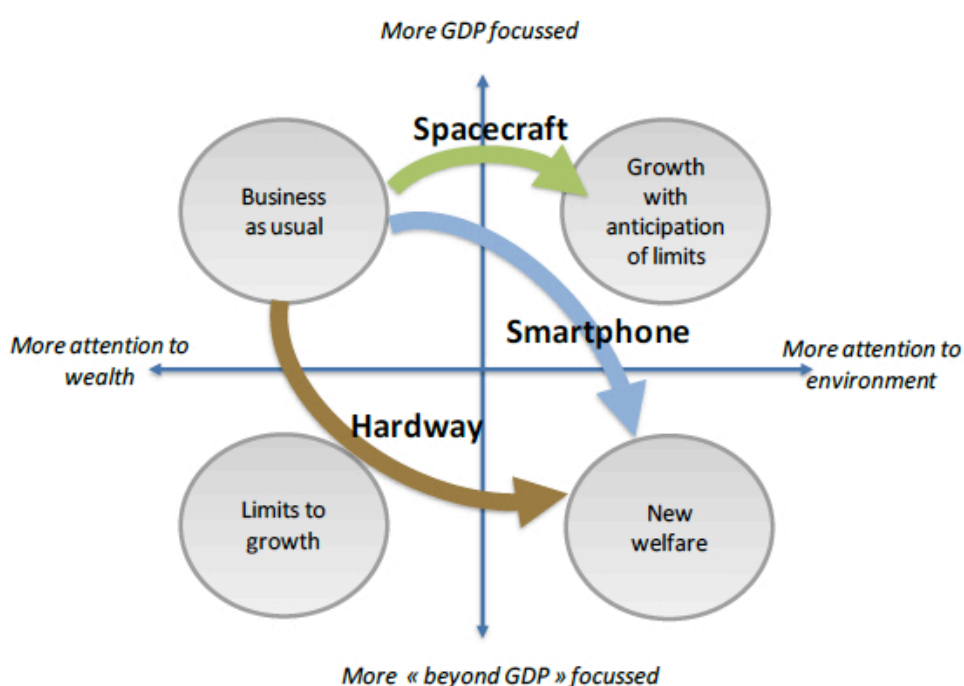 More GDP focussed
Spacecraft
Business
as usual
Growth
with
anticipation
of limits
Smartphone
More attention to
wealth
More attention to
environment
Hardway
Limits to
growth
New
welfare
More « beyond GDP » focussed